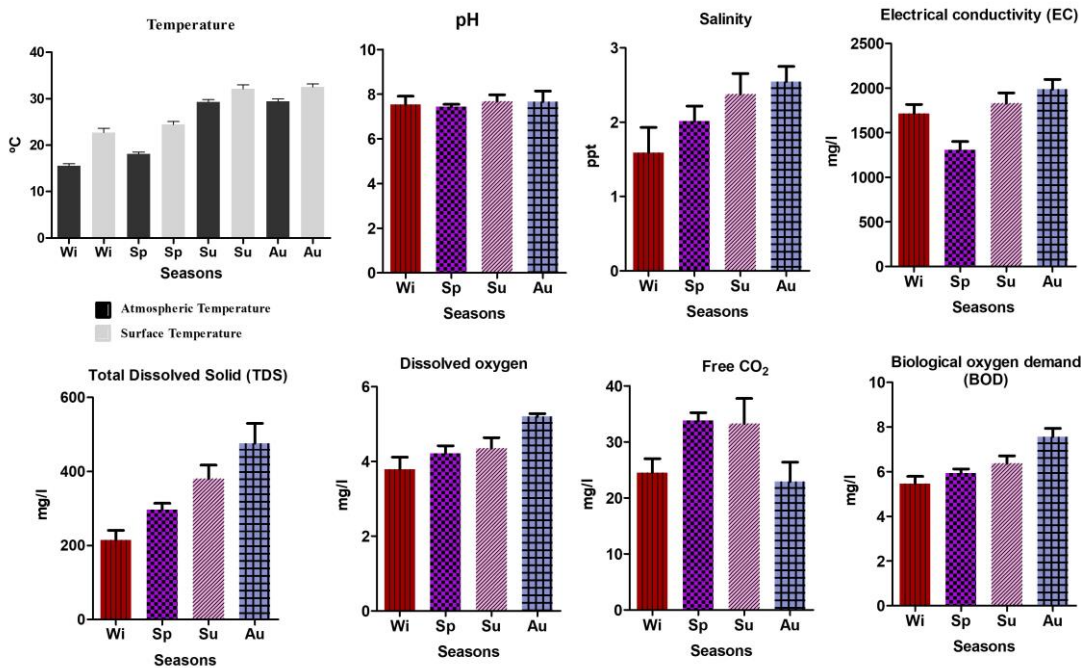 Temperature
40
30
20
10
0
°C
Wi Wi Sp Sp Su Su Au Au
Seasons
Atmospheric Temperature
Surface Temperature
pH
10
8
6
4
2
0
Wi Sp Su Au
Seasons
Salinity
3
2
1
0
ppt
Wi Sp Su Au
Seasons
Electrical conductivity (EC)
2500
2000
1500
1000
500
0
mg/l
Wi Sp Su Au
Seasons
Total Dissolved Solid (TDS)
600
400
200
0
mg/l
Wi Sp Su Au
Seasons
Dissolved oxygen
6
4
2
0
mg/l
Wi Sp Su Au
Seasons
Free CO₂
40
30
20
10
0
mg/l
Wi Sp Su Au
Seasons
Biological oxygen demand
(BOD)
10
8
6
4
2
0
mg/l
Wi Sp Su Au
Seasons